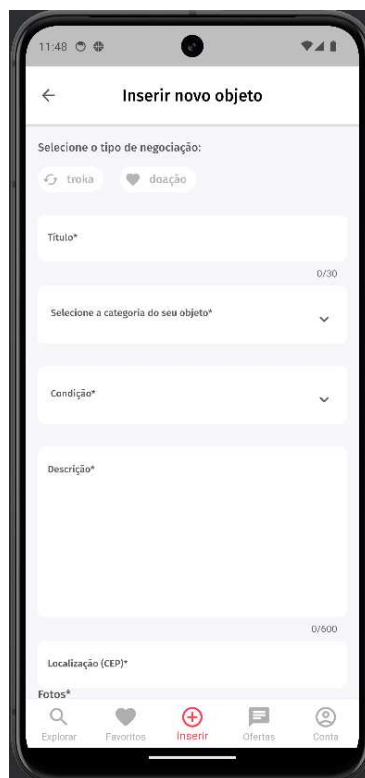 11:48
Inserir novo objeto
Selecione o tipo de negociação:
troka doação
Título*
0/30
Selecione a categoria do seu objeto*
Condição*
Descrição*
0/600
Localização (CEP)*
Fotos*
Explorar Favoritos Inserir Ofertas Conta